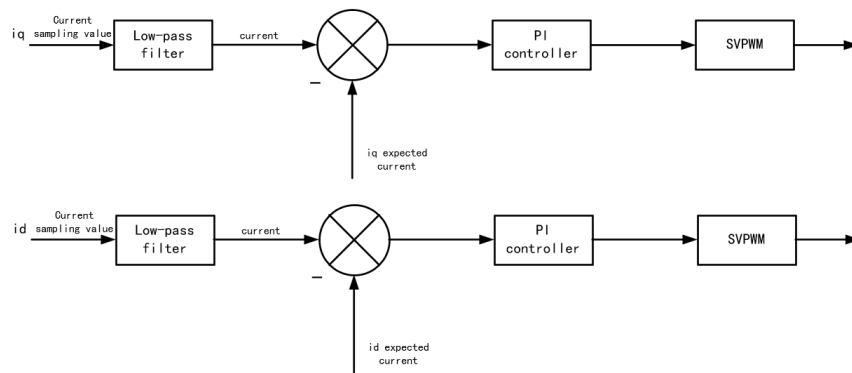 Current
iq sampling value
Low-pass
filter
current
−
PI
controller
SVPWM
iq expected
current
Current
id sampling value
Low-pass
filter
current
−
PI
controller
SVPWM
id expected
current